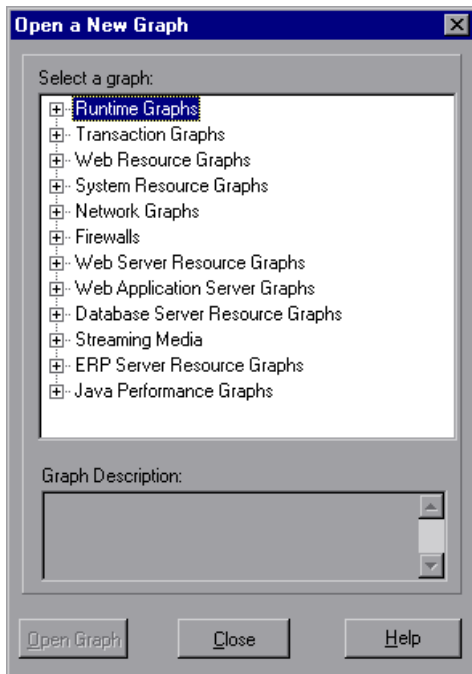 Open a New Graph
Select a graph:
Runtime Graphs
Transaction Graphs
Web Resource Graphs
System Resource Graphs
Network Graphs
Firewalls
Web Server Resource Graphs
Web Application Server Graphs
Database Server Resource Graphs
Streaming Media
ERP Server Resource Graphs
Java Performance Graphs
Graph Description:
Open Graph Close Help